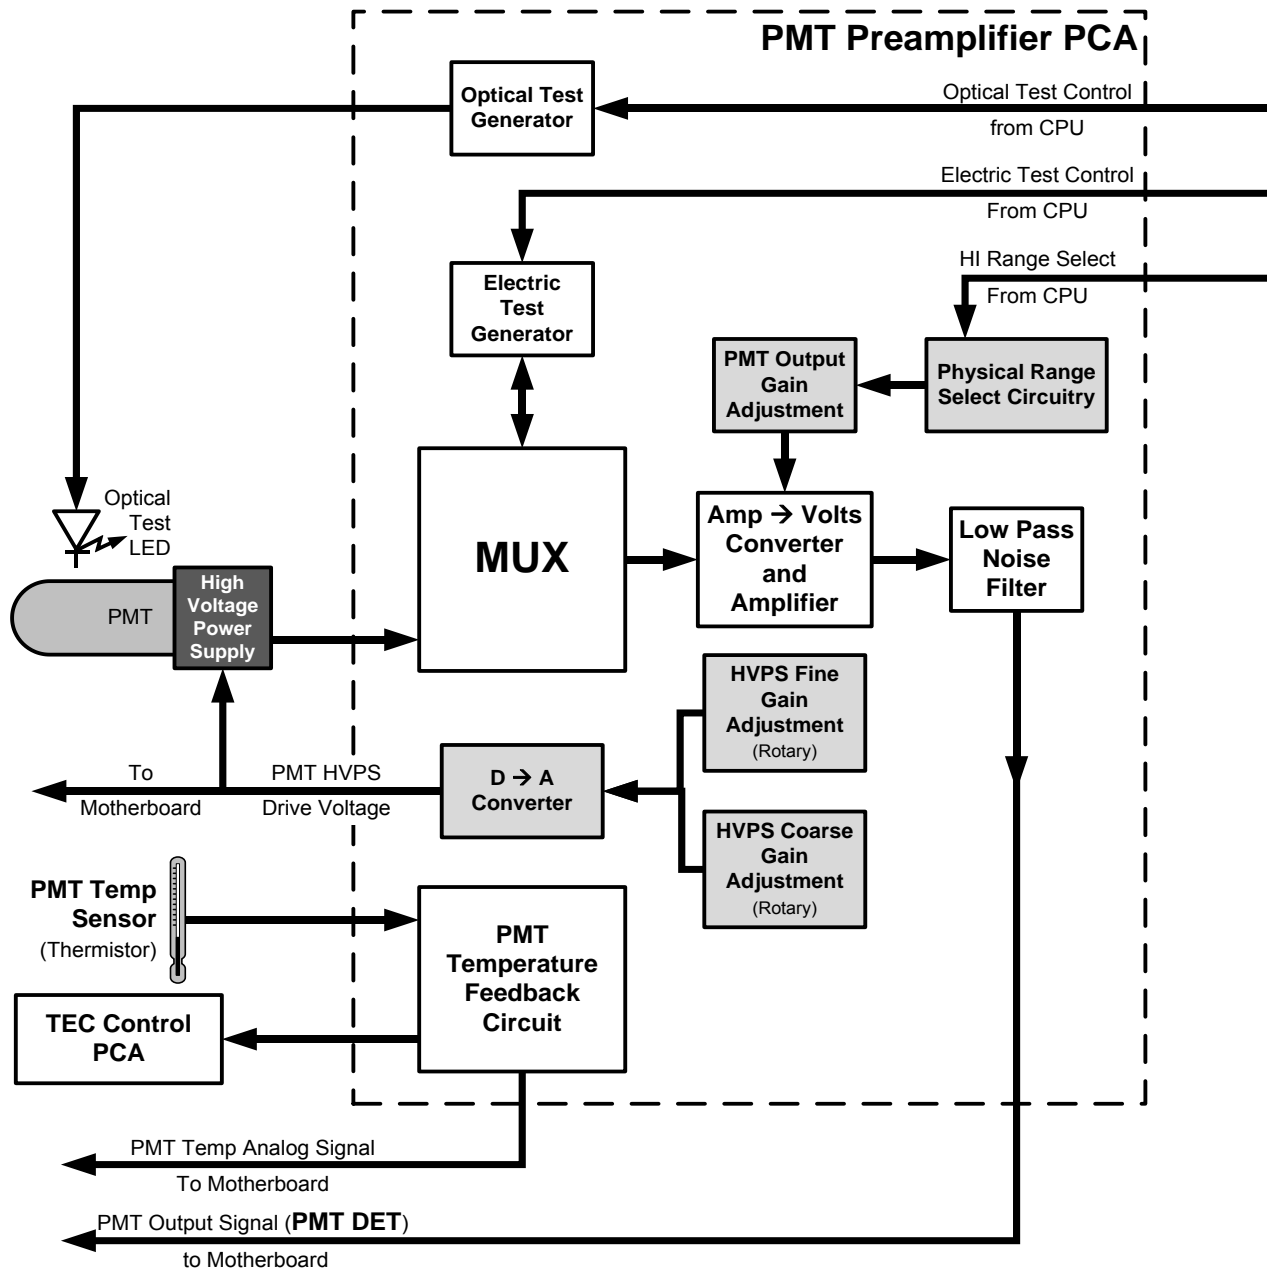 PMT Preamplifier PCA
Optical Test
Generator
Optical Test Control
from CPU
Electric Test Control
From CPU
HI Range Select
From CPU
Electric
Test
Generator
PMT Output
Gain
Adjustment
Physical Range
Select Circuitry
Optical
Test
LED
MUX
Amp → Volts
Converter
and
Amplifier
Low Pass
Noise
Filter
PMT
High
Voltage
Power
Supply
HVPS Fine
Gain
Adjustment
(Rotary)
To
Motherboard
PMT HVPS
Drive Voltage
D → A
Converter
HVPS Coarse
Gain
Adjustment
(Rotary)
PMT Temp
Sensor
(Thermistor)
PMT
Temperature
Feedback
Circuit
TEC Control
PCA
PMT Temp Analog Signal
To Motherboard
PMT Output Signal (PMT DET)
to Motherboard